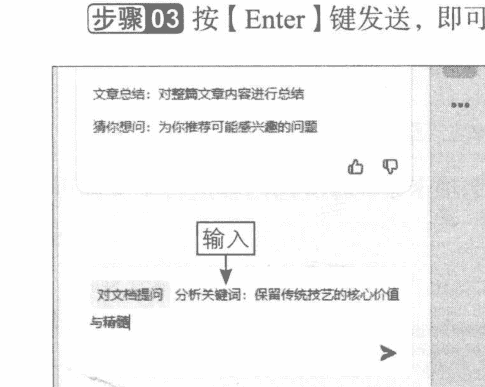 步骤03 按【Enter】键发送，即可
文章总结：对整篇文章内容进行总结
猜你想问：为你推荐可能感兴趣的问题
输入
对文档提问 分析关键词：保留传统技艺的核心价值
与精髓